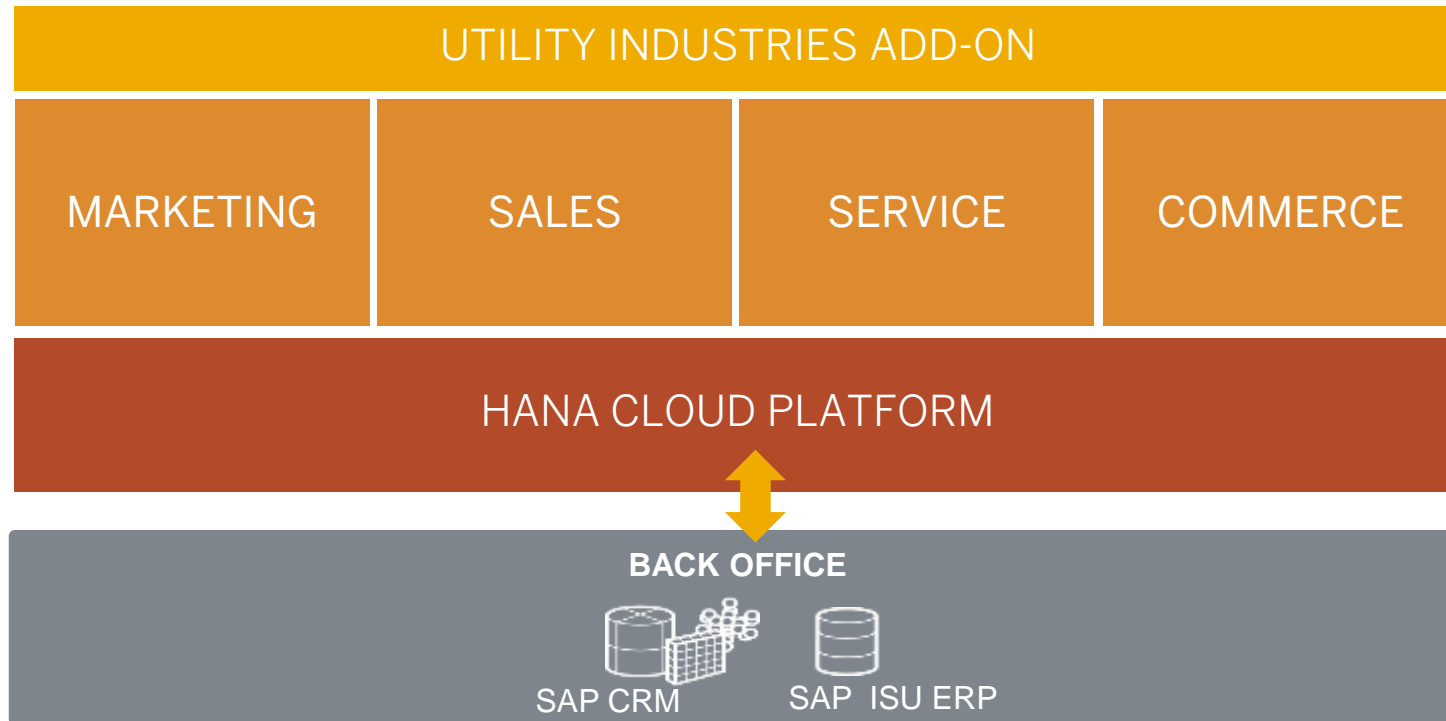 UTILITY INDUSTRIES ADD-ON
MARKETING
SALES
SERVICE
COMMERCE
HANA CLOUD PLATFORM
BACK OFFICE
SAP CRM
SAP ISU ERP